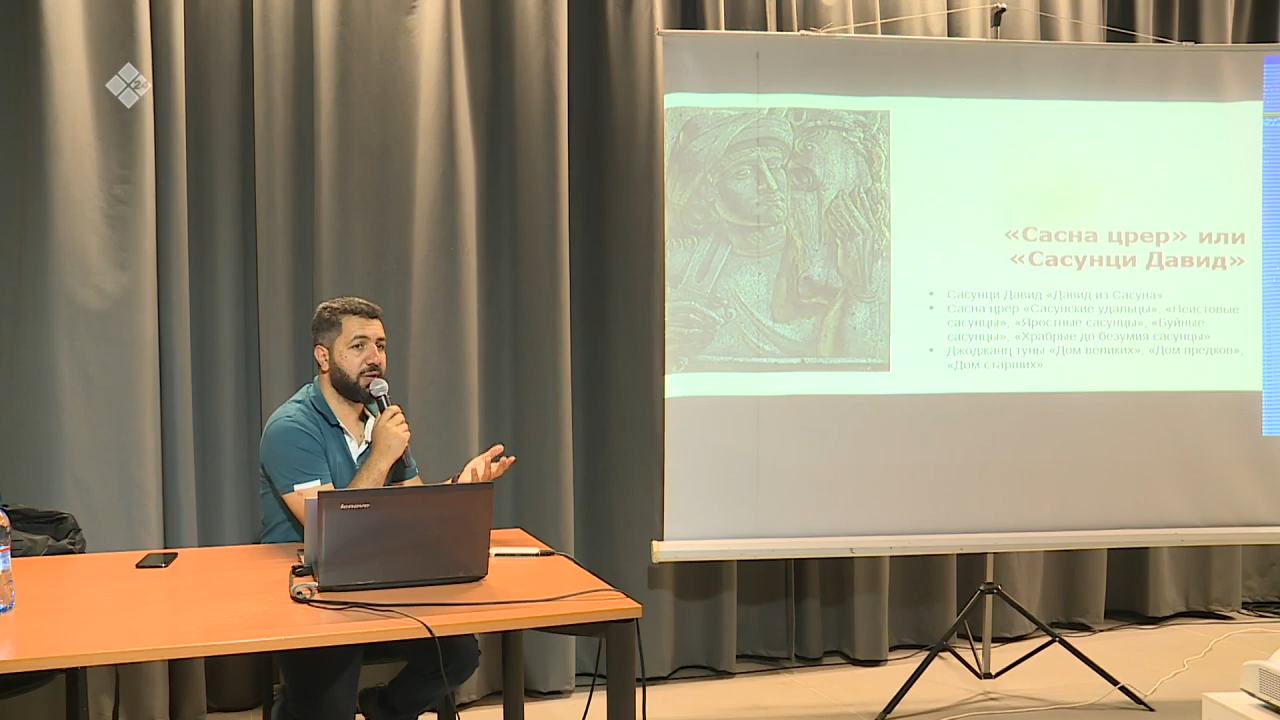 X24
«Сасна црер» или
«Сасунци Давид»
• Сасунци Давид «Давид из Сасуна»
• Сасна црер «Сасунские удальцы», «Неистовые
сасунцы», «Яростные сасунцы», «Буйные
сасунцы», «Храбрые до безумия сасунцы»
• Джоджанц туны «Дом великих», «Дом предков»,
«Дом старших»
lenovo